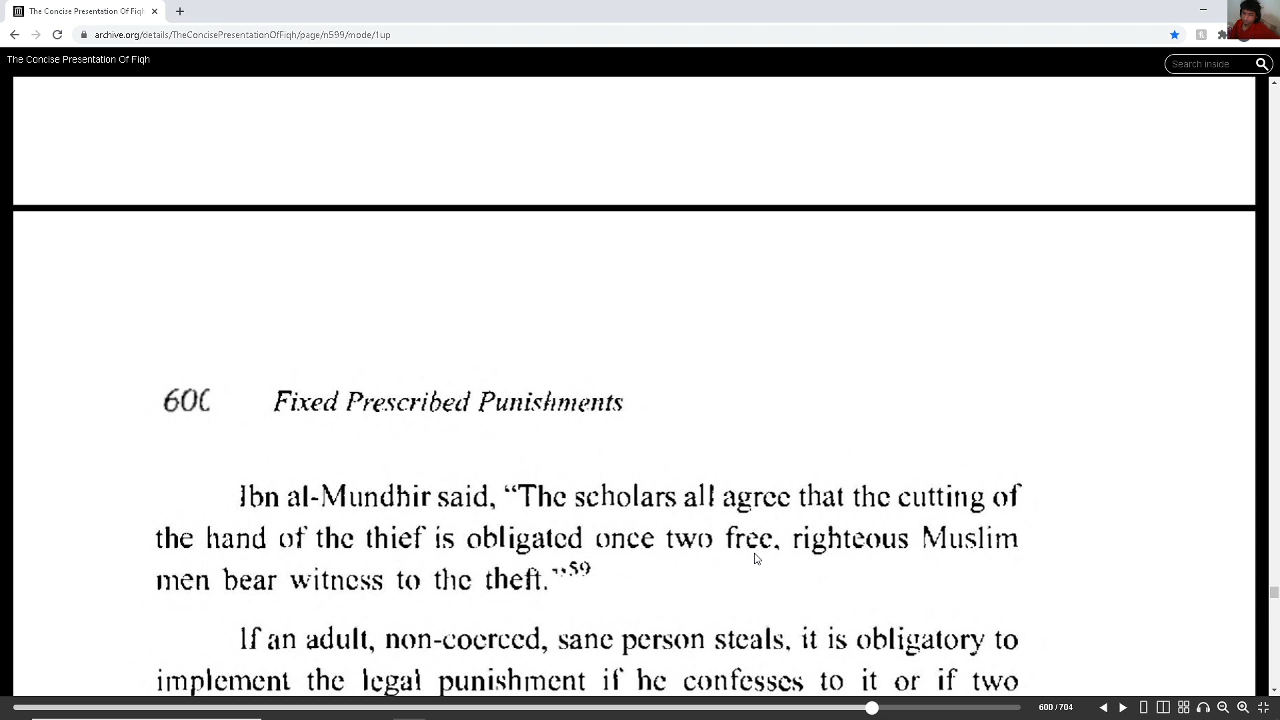 The Concise Presentation Of Fiqh
archive.org/details/TheConcisePresentationOfFiqh/page/n599/mode/1up
The Concise Presentation Of Fiqh
Search inside
600 Fixed Prescribed Punishments
Ibn al-Mundhir said, “The scholars all agree that the cutting of
the hand of the thief is obligated once two free, righteous Muslim
men bear witness to the theft.”59
If an adult, non-coerced, sane person steals, it is obligatory to
implement the legal punishment if he confesses to it or if two
600 / 704